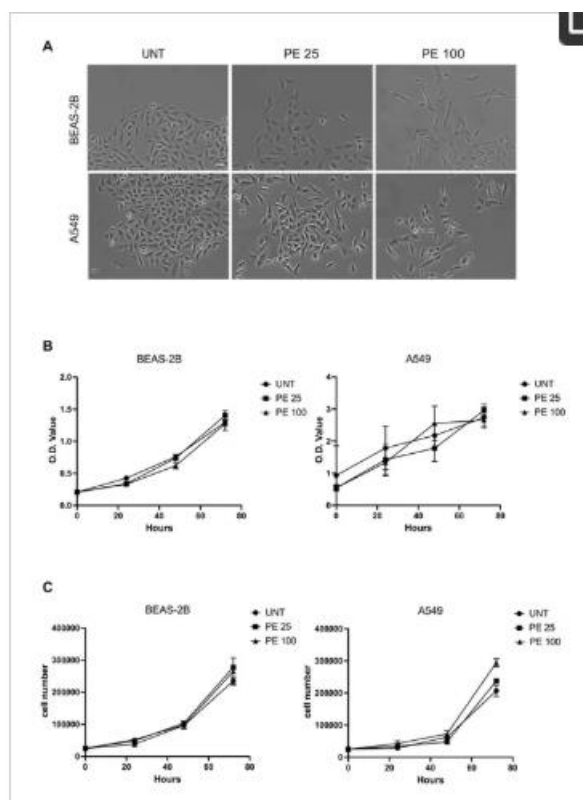 A
UNT PE 25 PE 100
BEAS-2B
A549
B
BEAS-2B
A549
UNT
PE 25
PE 100
UNT
PE 25
PE 100
O.D. Value
2.0
1.5
1.0
0.5
0.0
0 20 40 60 80
Hours
O.D. Value
4
3
2
1
0
0 20 40 60 80
Hours
C
BEAS-2B
A549
UNT
PE 25
PE 100
UNT
PE 25
PE 100
cell number
400000
300000
200000
100000
0
0 20 40 60 80
Hours
cell number
400000
300000
200000
100000
0
0 20 40 60 80
Hours